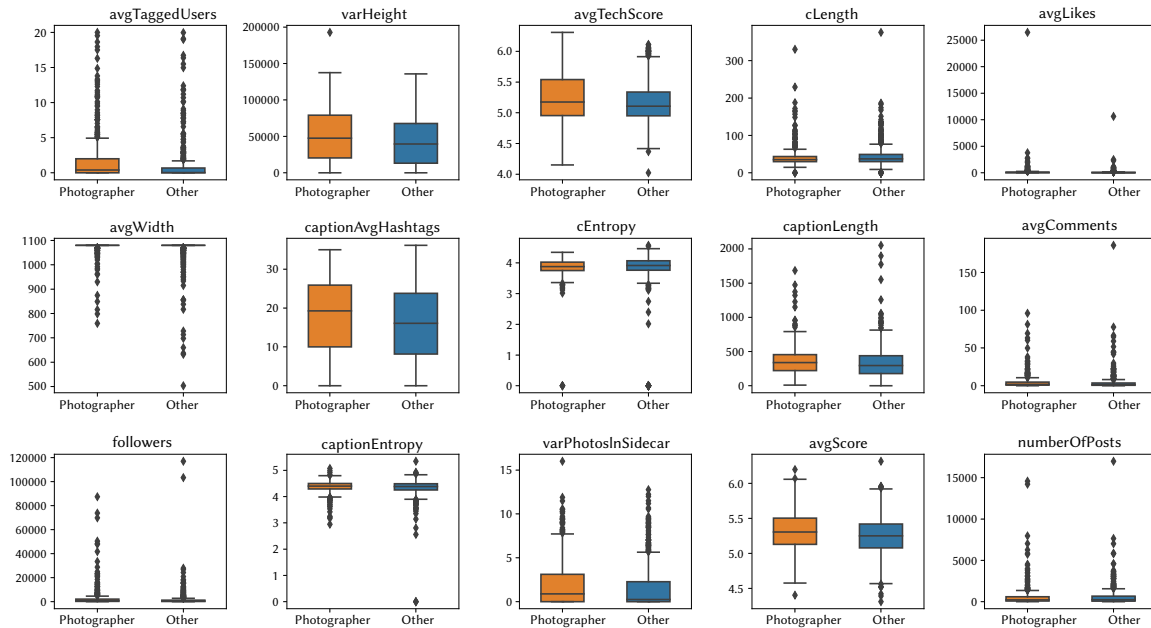 avgTaggedUsers varHeight avgTechScore cLength avgLikes
20 200000 6.0 300 25000
15 150000 5.5 200 20000
10 100000 5.0 100 15000
5 50000 4.5 0 10000
0 0 4.0 5000
0
Photographer Other Photographer Other Photographer Other Photographer Other Photographer Other
avgWidth captionAvgHashtags cEntropy captionLength avgComments
1100 30 4 2000 150
1000 20 3 1500 100
900 10 2 1000 50
800 0 1 500 0
700 0 0
600
500
Photographer Other Photographer Other Photographer Other Photographer Other Photographer Other
followers captionEntropy varPhotosInSidecar avgScore numberOfPosts
120000 5 15 6.0 15000
100000 4 10 5.5 10000
80000 3 5 5.0 5000
60000 2 0 4.5 0
40000 1
20000 0
0
Photographer Other Photographer Other Photographer Other Photographer Other Photographer Other